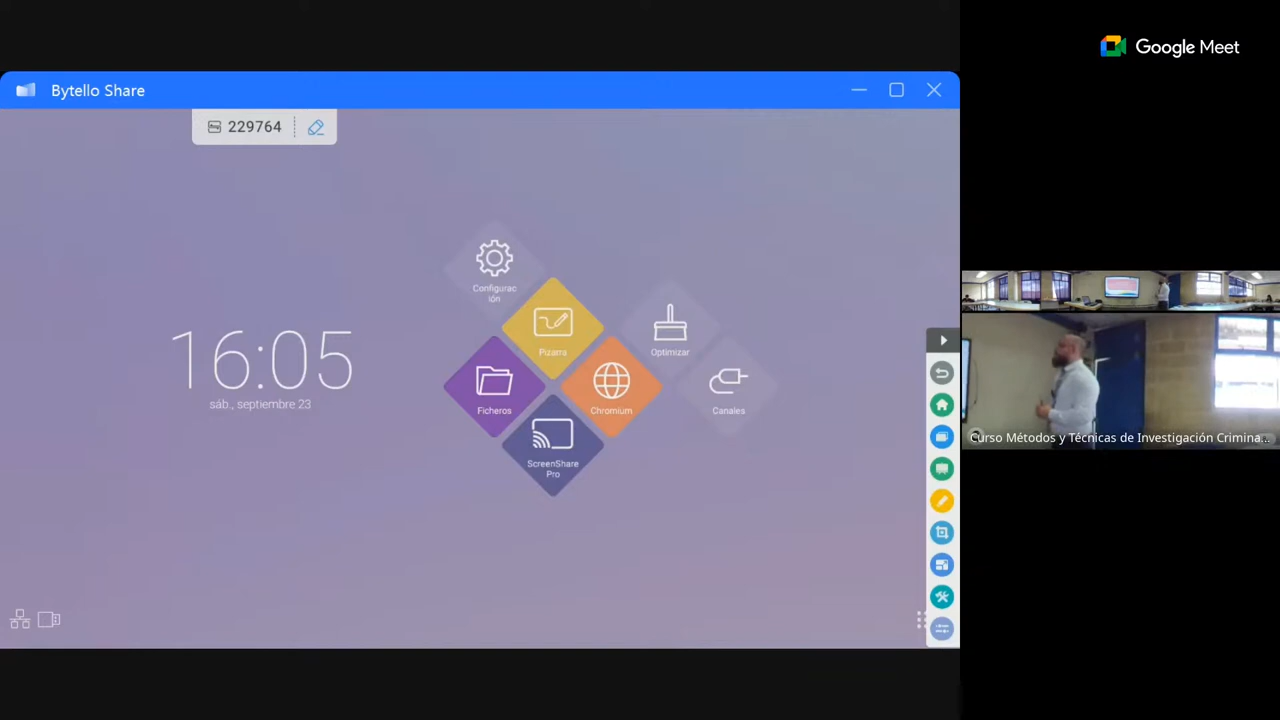 Google Meet
Bytello Share
229764
Configurac
ión
Pizarra
Optimizar
16:05
sáb., septiembre 23
Ficheros
Chromium
Canales
ScreenShare
Pro
Curso Métodos y Técnicas de Investigación Crimina...